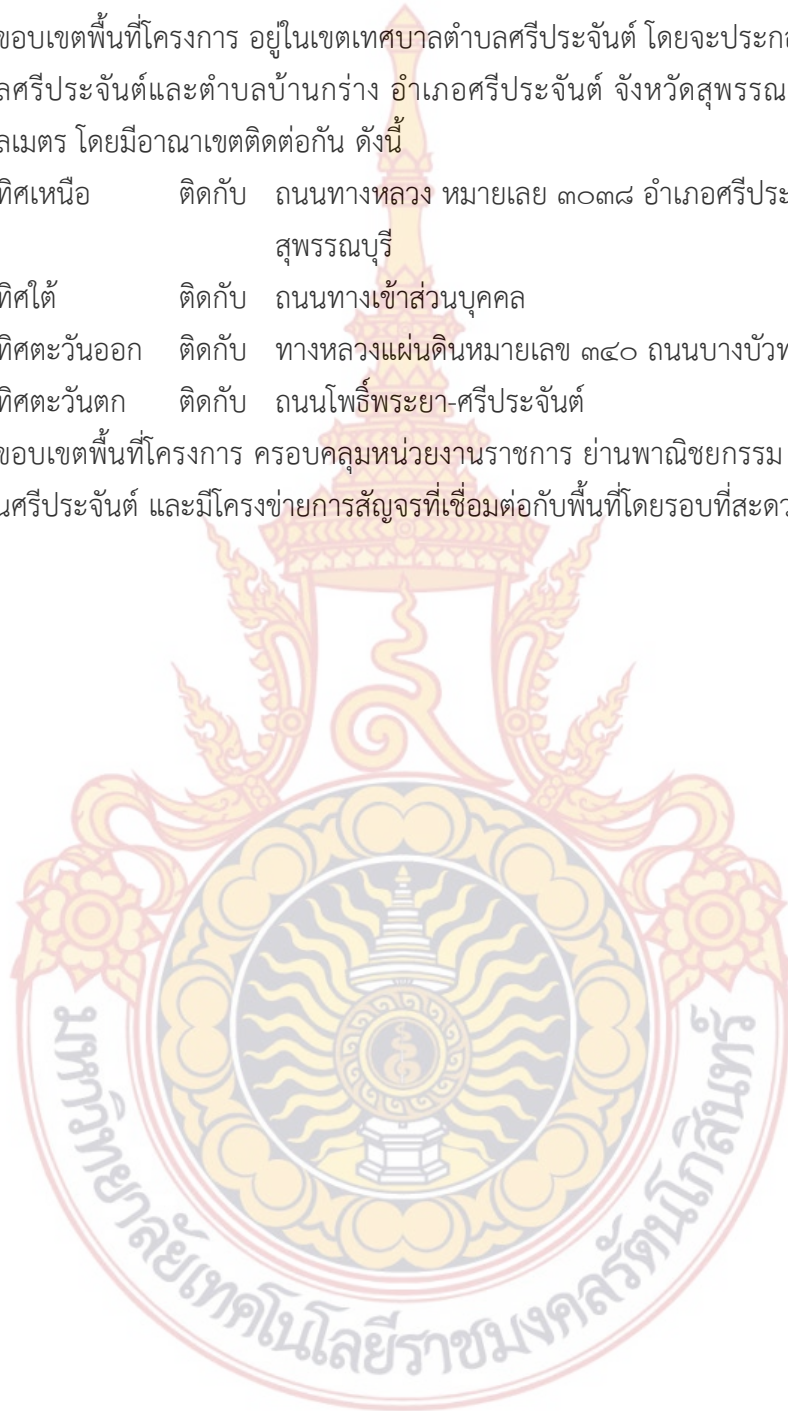 ขอบเขตพื้นที่โครงการ อยู่ในเขตเทศบาลตำบลศรีประจันต์ โดยจะประกอ
ลศรีประจันต์และตำบลบ้านกร่าง อำเภอศรีประจันต์ จังหวัดสุพรรณ
ลเมตร โดยมีอาณาเขตติดต่อกัน ดังนี้
ทิศเหนือ ติดกับ ถนนทางหลวง หมายเลย ๓๐๓๘ อำเภอศรีประ
สุพรรณบุรี
ทิศใต้ ติดกับ ถนนทางเข้าส่วนบุคคล
ทิศตะวันออก ติดกับ ทางหลวงแผ่นดินหมายเลข ๓๔๐ ถนนบางบัวท
ทิศตะวันตก ติดกับ ถนนโพธิ์พระยา-ศรีประจันต์
ขอบเขตพื้นที่โครงการ ครอบคลุมหน่วยงานราชการ ย่านพาณิชยกรรม
นศรีประจันต์ และมีโครงข่ายการสัญจรที่เชื่อมต่อกับพื้นที่โดยรอบที่สะดว
มหาวิทยาลัยเทคโนโลยีราชมงคลรัตนโกสินทร์